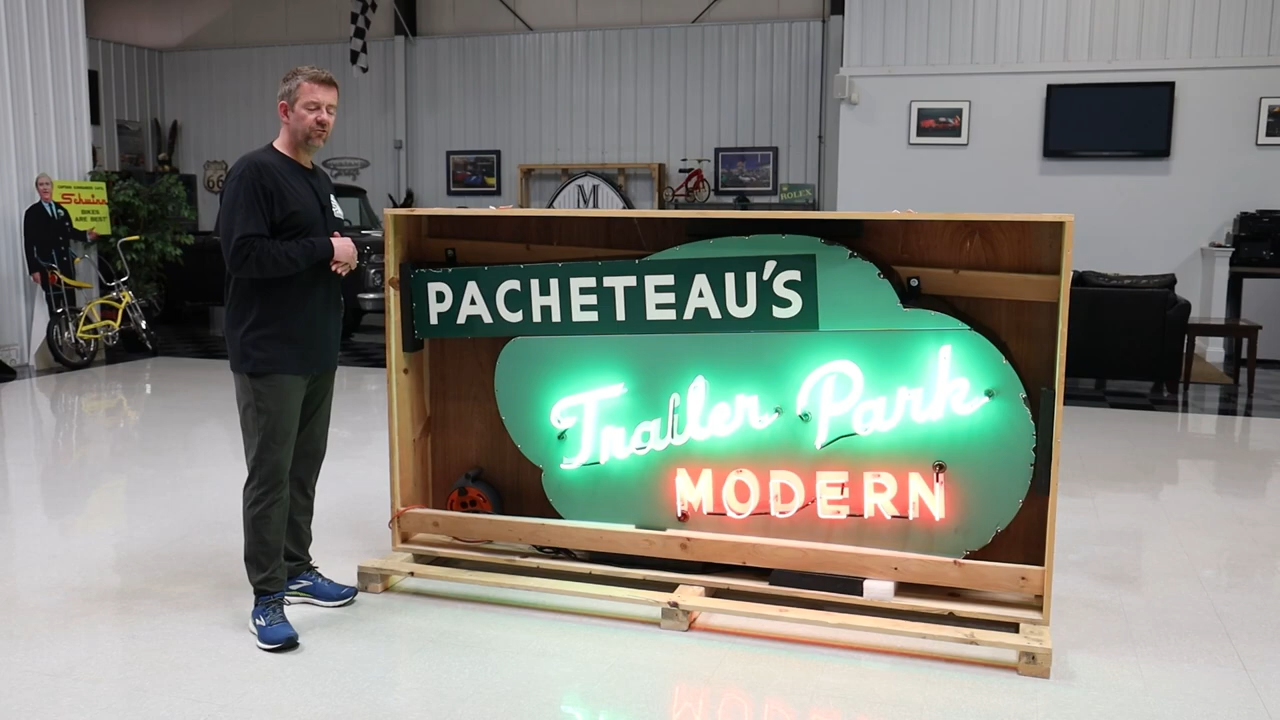 PACHETEAU'S
Trailer Park
MODERN
Schwinn
BIKES
ARE BEST
66
M
ROLEX